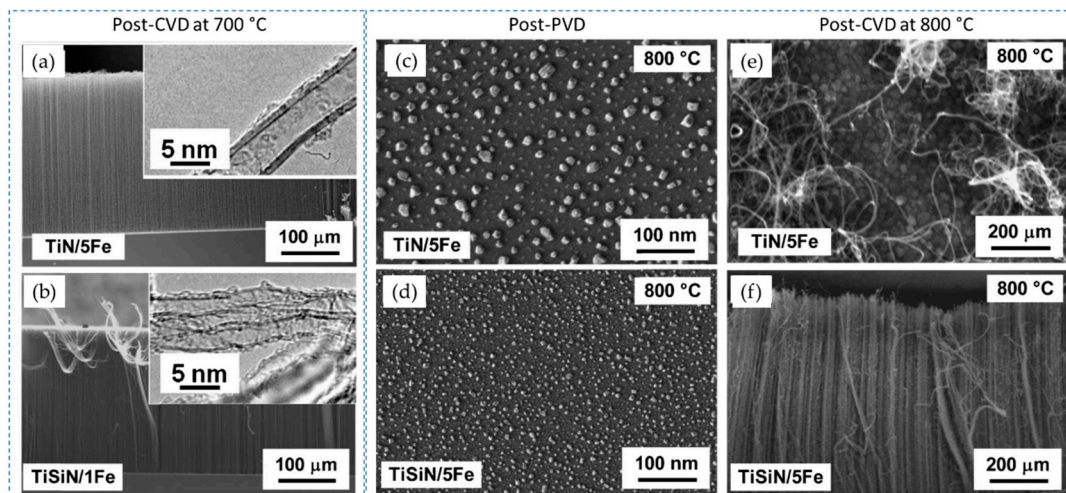 Post-CVD at 700 °C
Post-PVD
Post-CVD at 800 °C
(a)
5 nm
TiN/5Fe
100 μm
(b)
5 nm
TiSiN/1Fe
100 μm
(c)
800 °C
TiN/5Fe
100 nm
(d)
800 °C
TiSiN/5Fe
100 nm
(e)
800 °C
TiN/5Fe
200 μm
(f)
800 °C
TiSiN/5Fe
200 μm